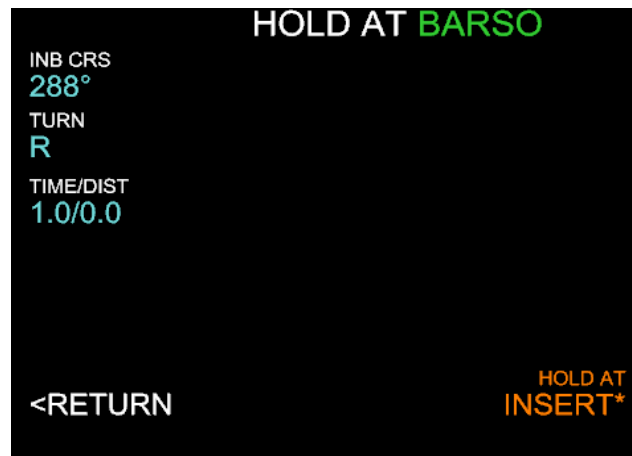 HOLD AT BARSO
INB CRS
288°
TURN
R
TIME/DIST
1.0/0.0
HOLD AT
<RETURN INSERT*